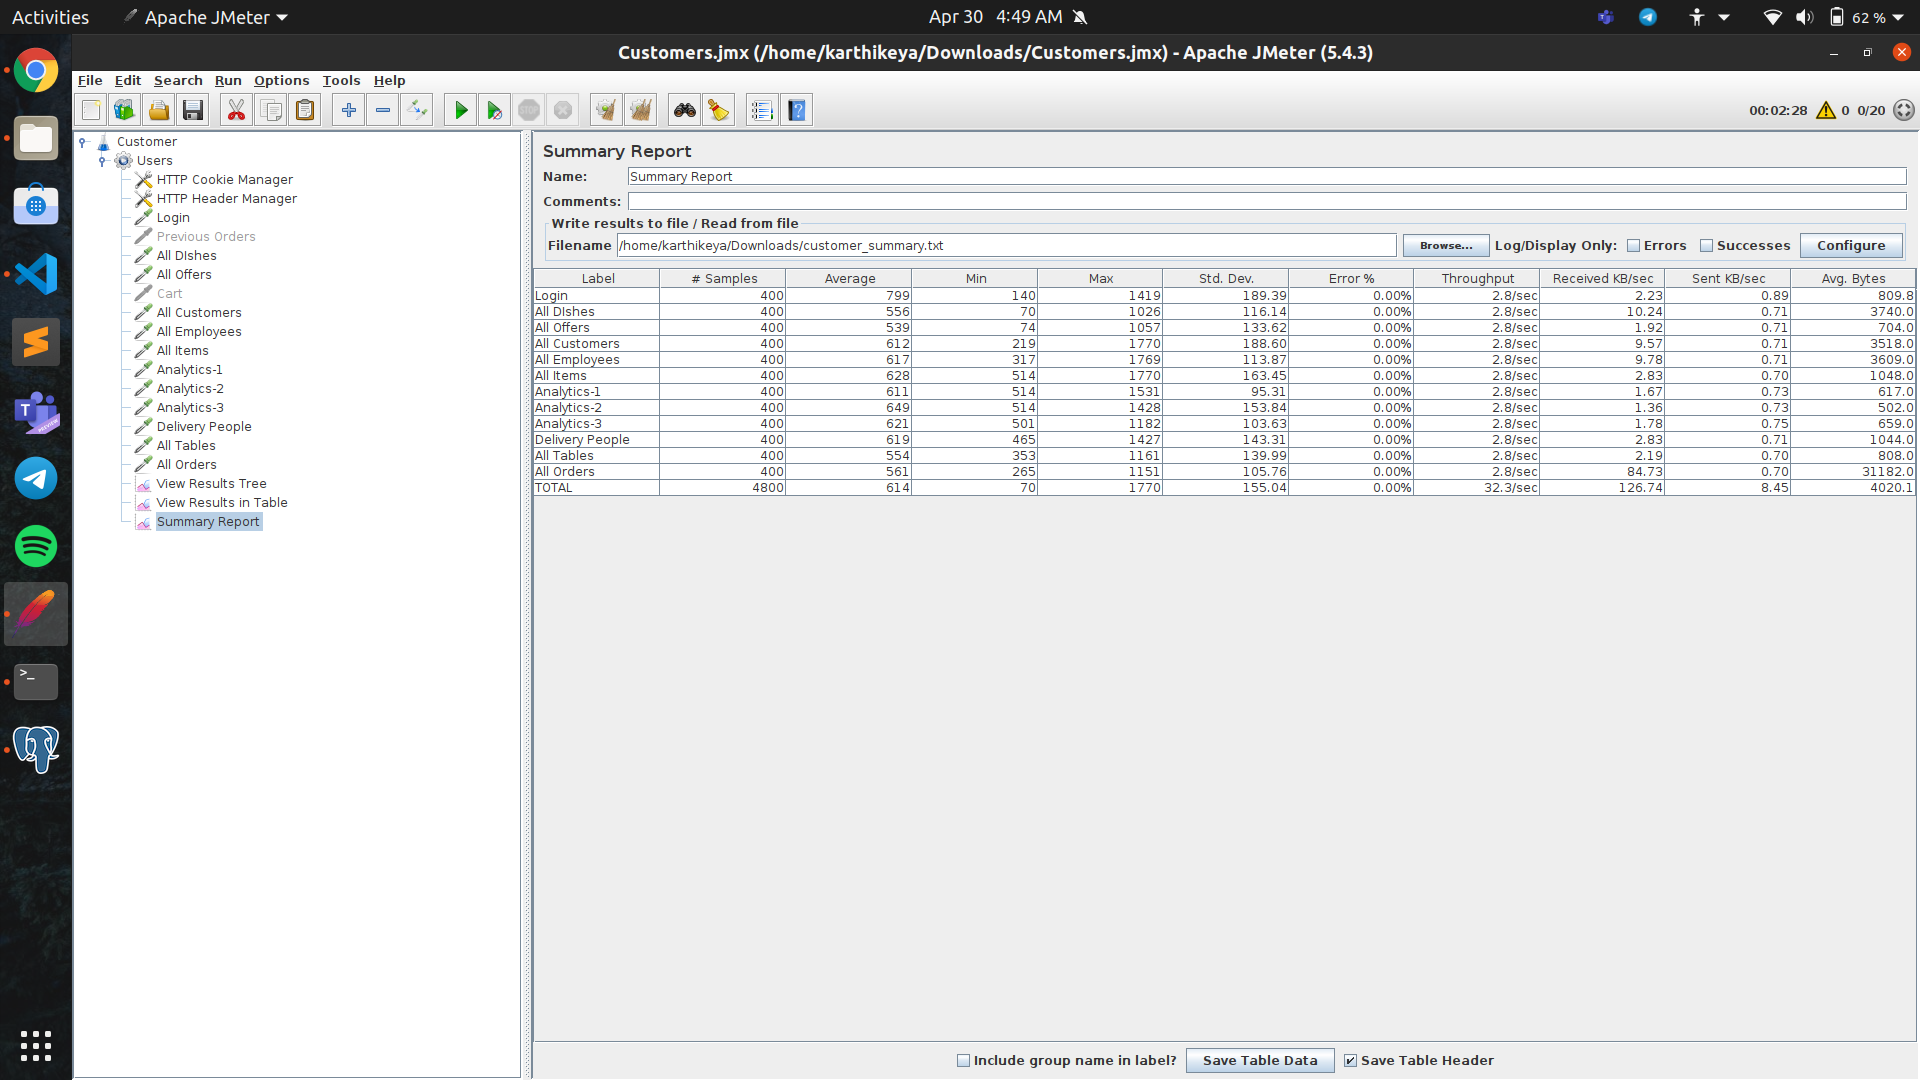 Activities Apache JMeter Apr 30 4:49 AM 62 %
Customers.jmx (/home/karthikeya/Downloads/Customers.jmx) - Apache JMeter (5.4.3)
File Edit Search Run Options Tools Help
00:02:28 0 0/20
Customer
Users
HTTP Cookie Manager
HTTP Header Manager
Login
Previous Orders
All DIshes
All Offers
Cart
All Customers
All Employees
All Items
Analytics-1
Analytics-2
Analytics-3
Delivery People
All Tables
All Orders
View Results Tree
View Results in Table
Summary Report
Summary Report
Name: Summary Report
Comments:
Write results to file / Read from file
Filename /home/karthikeya/Downloads/customer_summary.txt Browse... Log/Display Only: Errors Successes Configure
Label # Samples Average Min Max Std. Dev. Error % Throughput Received KB/sec Sent KB/sec Avg. Bytes
Login 400 799 140 1419 189.39 0.00% 2.8/sec 2.23 0.89 809.8
All DIshes 400 556 70 1026 116.14 0.00% 2.8/sec 10.24 0.71 3740.0
All Offers 400 539 74 1057 133.62 0.00% 2.8/sec 1.92 0.71 704.0
All Customers 400 612 219 1770 188.60 0.00% 2.8/sec 9.57 0.71 3518.0
All Employees 400 617 317 1769 113.87 0.00% 2.8/sec 9.78 0.71 3609.0
All Items 400 628 514 1770 163.45 0.00% 2.8/sec 2.83 0.70 1048.0
Analytics-1 400 611 514 1531 95.31 0.00% 2.8/sec 1.67 0.73 617.0
Analytics-2 400 649 514 1428 153.84 0.00% 2.8/sec 1.36 0.73 502.0
Analytics-3 400 621 501 1182 103.63 0.00% 2.8/sec 1.78 0.75 659.0
Delivery People 400 619 465 1427 143.31 0.00% 2.8/sec 2.83 0.71 1044.0
All Tables 400 554 353 1161 139.99 0.00% 2.8/sec 2.19 0.70 808.0
All Orders 400 561 265 1151 105.76 0.00% 2.8/sec 84.73 0.70 31182.0
TOTAL 4800 614 70 1770 155.04 0.00% 32.3/sec 126.74 8.45 4020.1
Include group name in label? Save Table Data Save Table Header